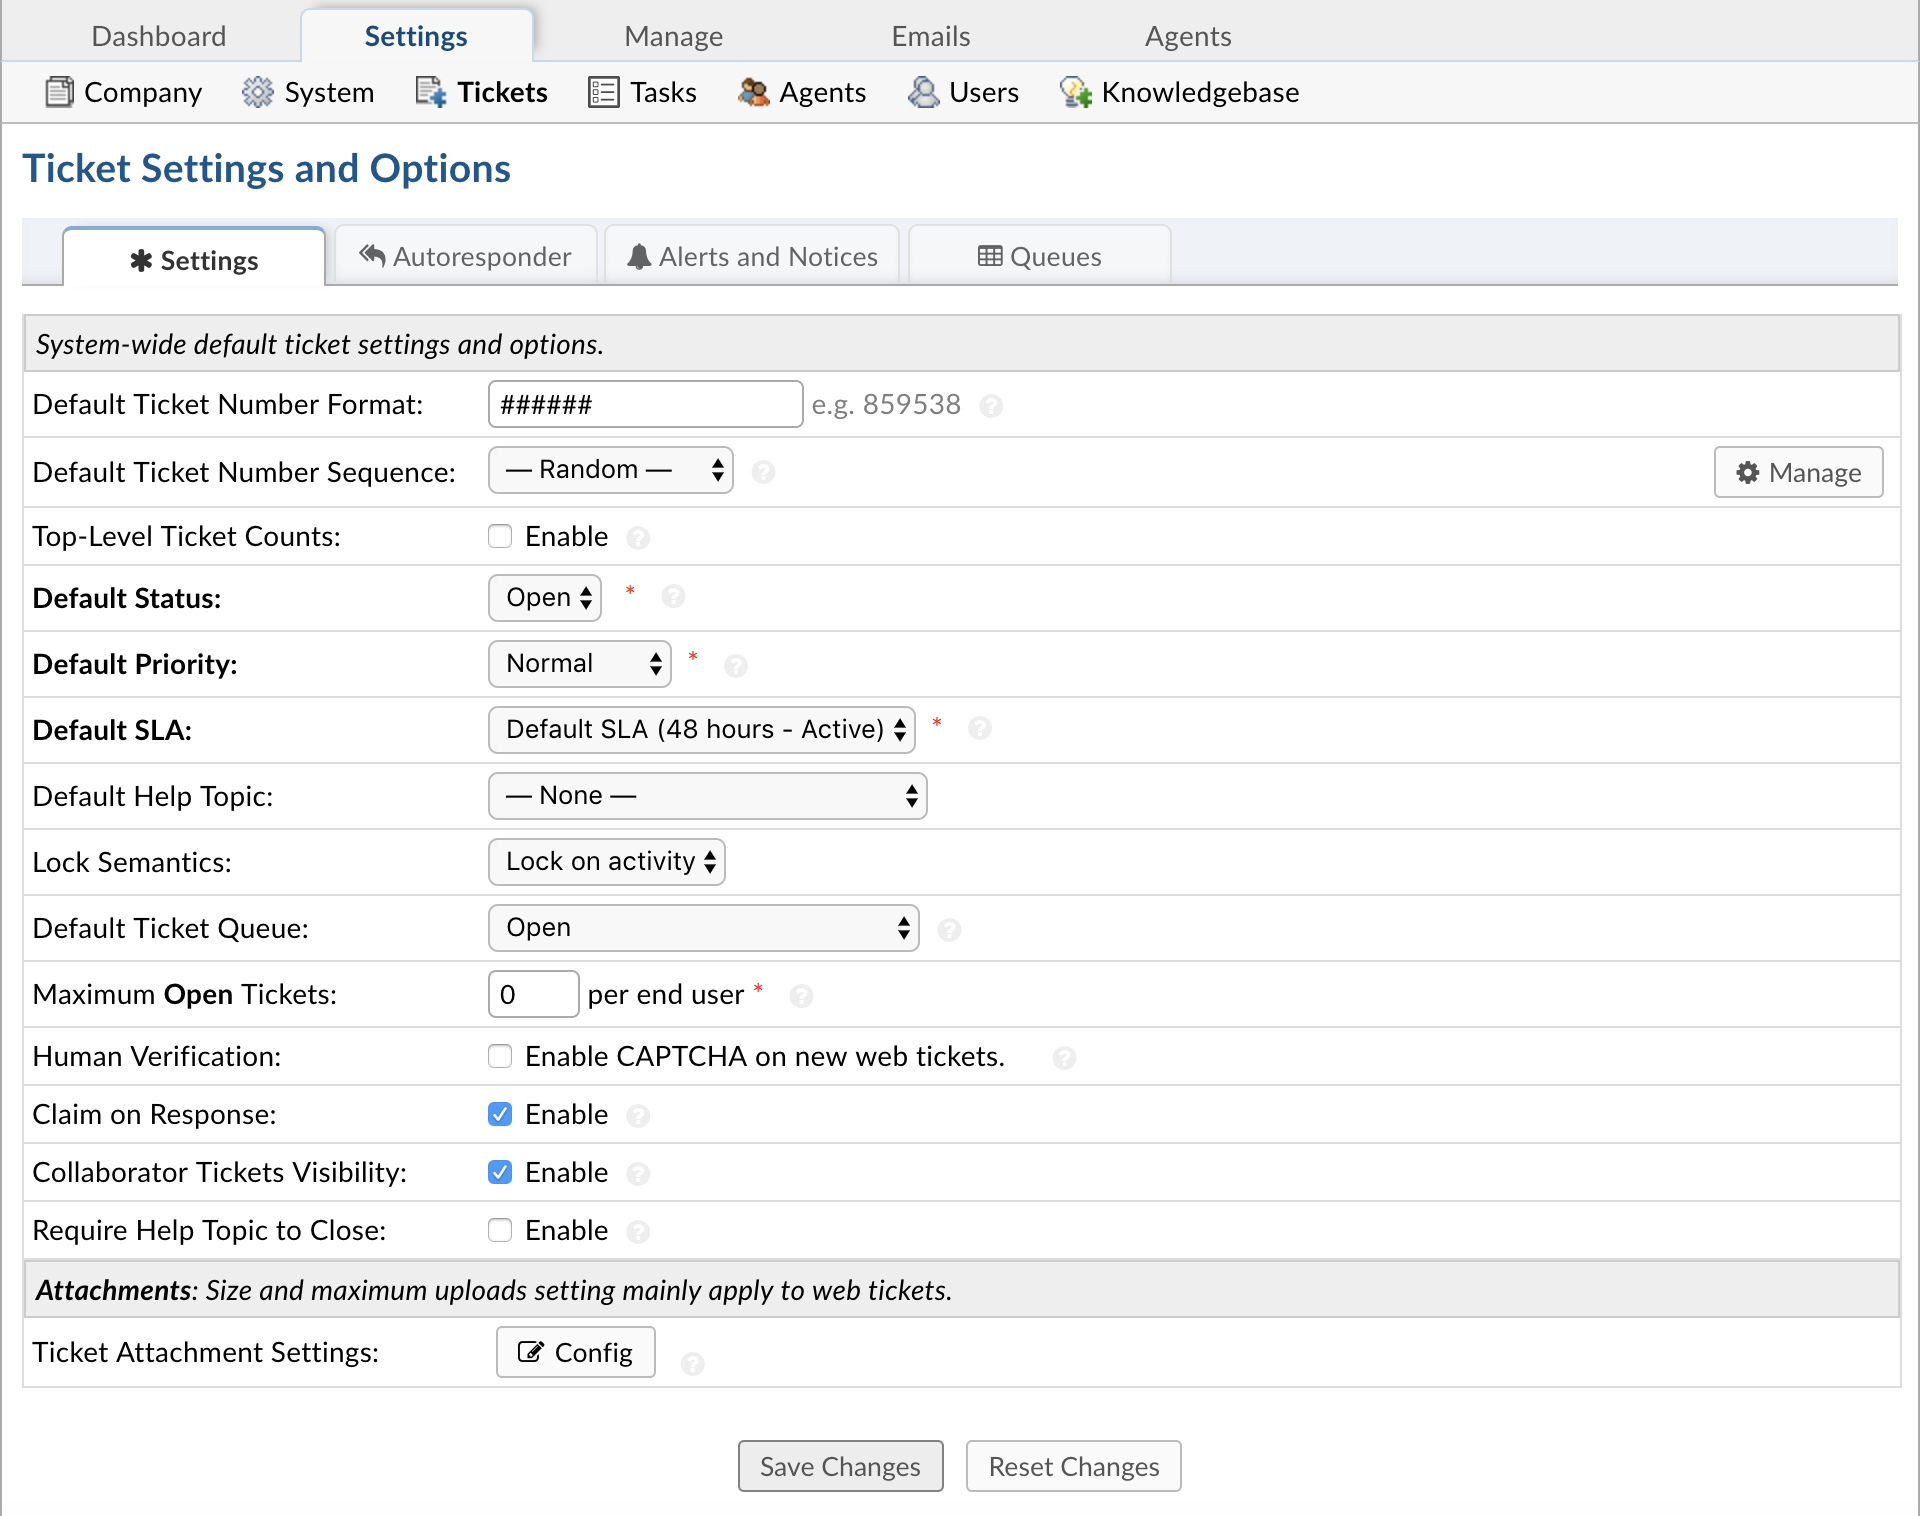 Dashboard Settings Manage Emails Agents
Company System Tickets Tasks Agents Users Knowledgebase
Ticket Settings and Options
Settings Autoresponder Alerts and Notices Queues
System-wide default ticket settings and options.
Default Ticket Number Format: ###### e.g. 859538 ?
Default Ticket Number Sequence: — Random — ? Manage
Top-Level Ticket Counts: Enable ?
Default Status: Open * ?
Default Priority: Normal * ?
Default SLA: Default SLA (48 hours - Active) * ?
Default Help Topic: — None —
Lock Semantics: Lock on activity
Default Ticket Queue: Open ?
Maximum Open Tickets: 0 per end user * ?
Human Verification: Enable CAPTCHA on new web tickets. ?
Claim on Response: Enable ?
Collaborator Tickets Visibility: Enable ?
Require Help Topic to Close: Enable ?
Attachments: Size and maximum uploads setting mainly apply to web tickets.
Ticket Attachment Settings: Config ?
Save Changes Reset Changes